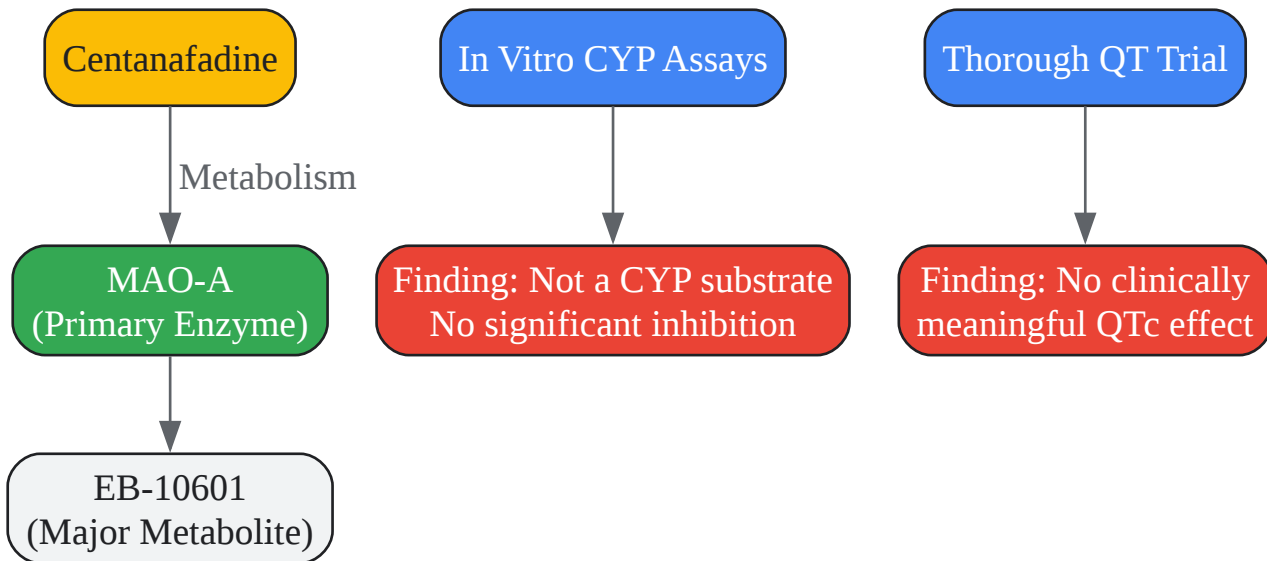 Centanafadine
In Vitro CYP Assays
Thorough QT Trial
Metabolism
MAO-A
(Primary Enzyme)
Finding: Not a CYP substrate
No significant inhibition
Finding: No clinically
meaningful QTc effect
EB-10601
(Major Metabolite)